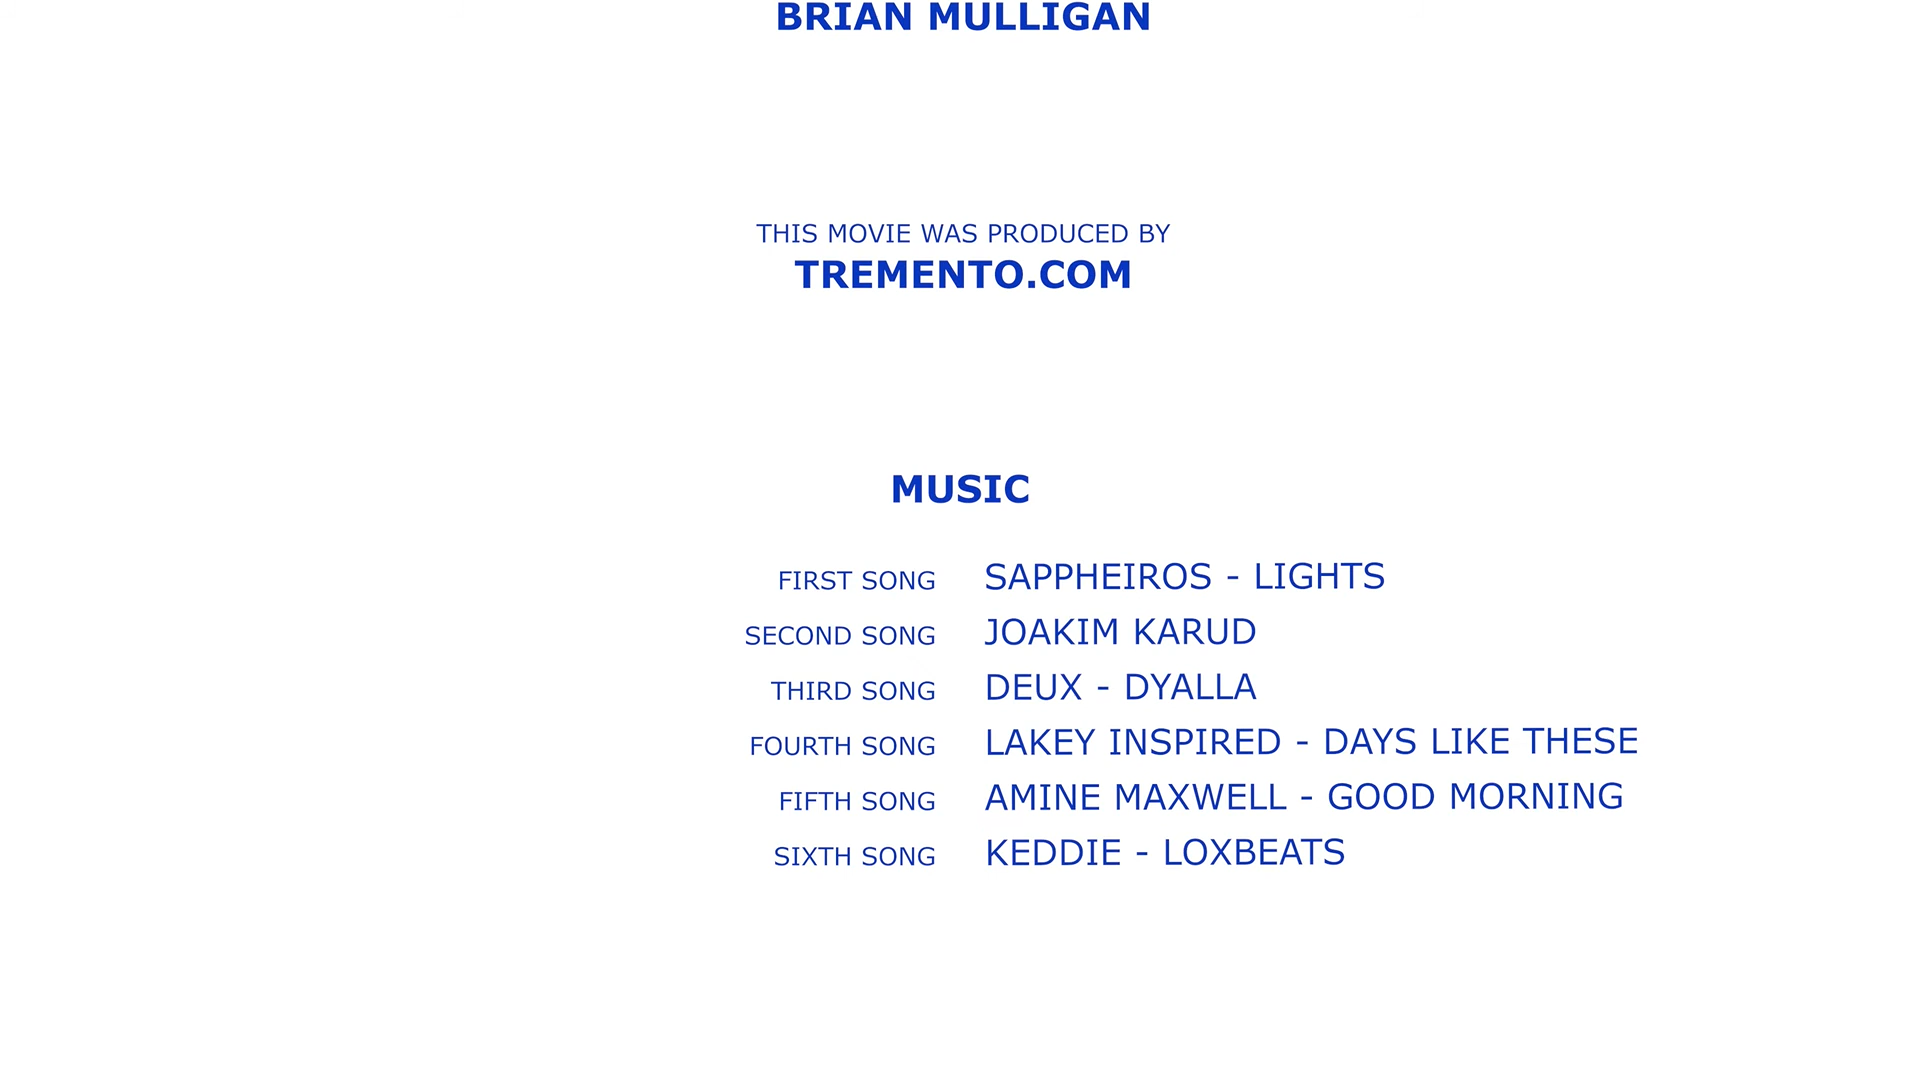 BRIAN MULLIGAN
THIS MOVIE WAS PRODUCED BY
TREMENTO.COM
MUSIC
FIRST SONG SAPPHEIROS - LIGHTS
SECOND SONG JOAKIM KARUD
THIRD SONG DEUX - DYALLA
FOURTH SONG LAKEY INSPIRED - DAYS LIKE THESE
FIFTH SONG AMINE MAXWELL - GOOD MORNING
SIXTH SONG KEDDIE - LOXBEATS